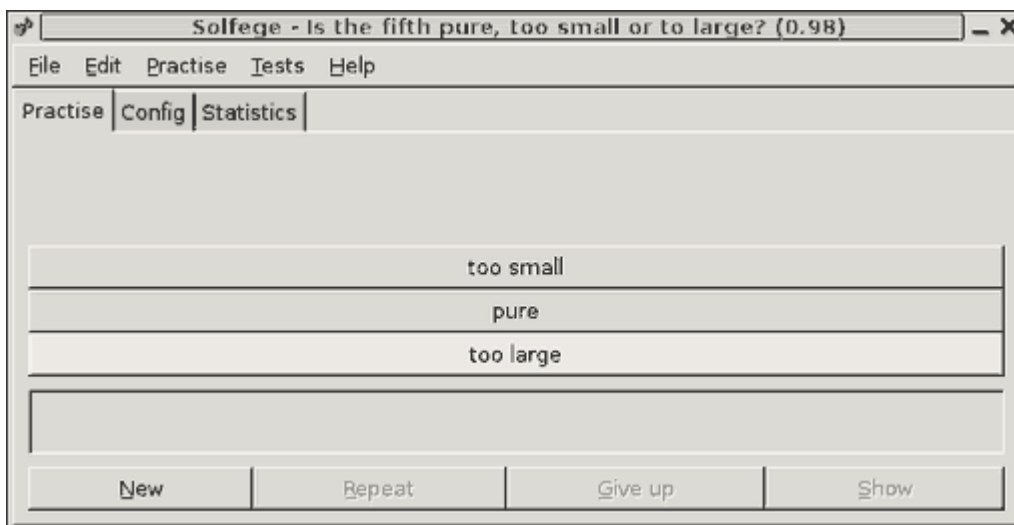 Solfege - Is the fifth pure, too small or to large? (0.98)
File Edit Practise Tests Help
Practise Config Statistics
too small
pure
too large
New Repeat Give up Show